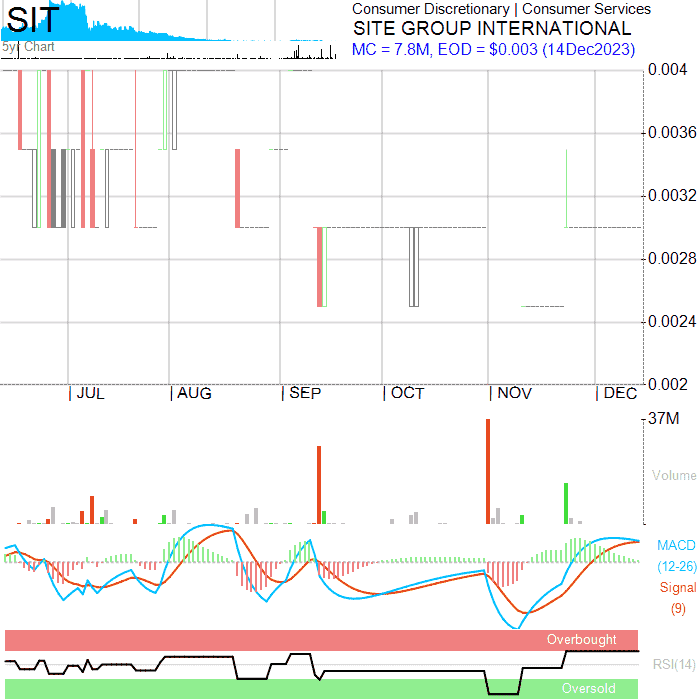 SIT
5yr Chart
Consumer Discretionary | Consumer Services
SITE GROUP INTERNATIONAL
MC = 7.8M, EOD = $0.003 (14Dec2023)
0.004
0.0036
0.0032
0.0028
0.0024
0.002
JUL AUG SEP OCT NOV DEC
37M
Volume
MACD
(12-26)
Signal
(9)
Overbought
RSI(14)
Oversold